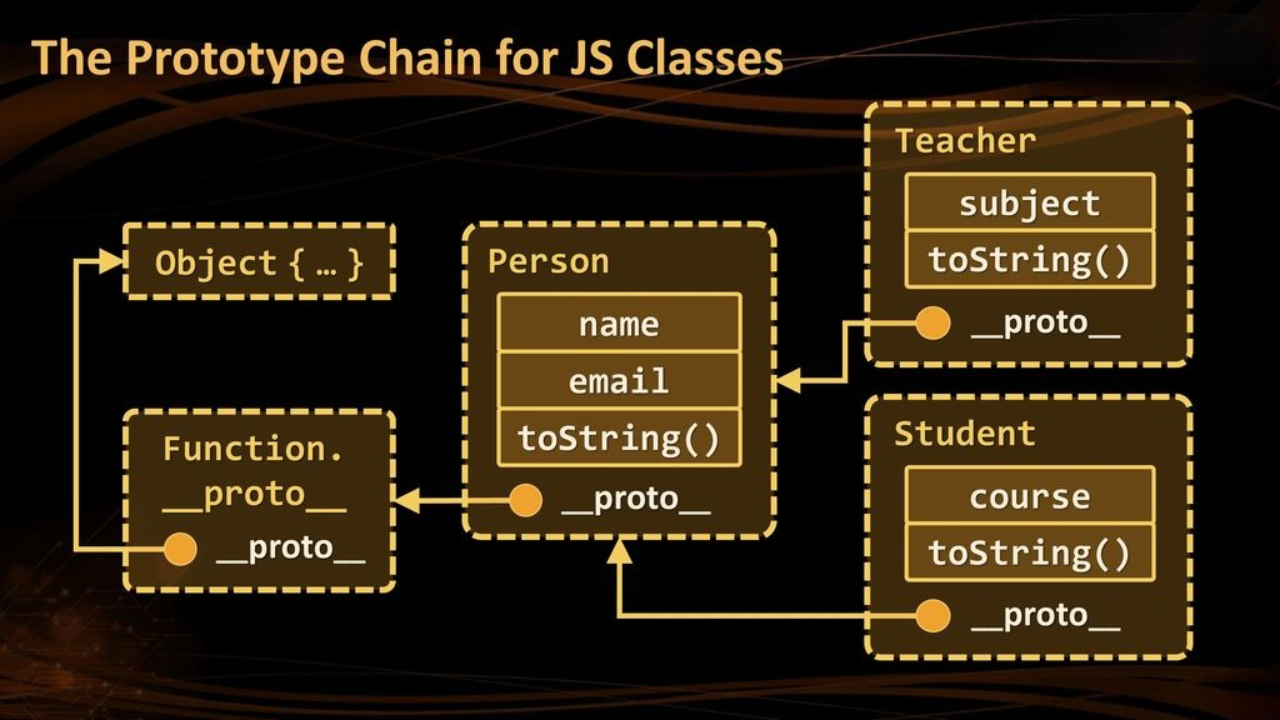 The Prototype Chain for JS Classes
Object { … }
Function.
__proto__
__proto__
Person
name
email
toString()
__proto__
Teacher
subject
toString()
__proto__
Student
course
toString()
__proto__